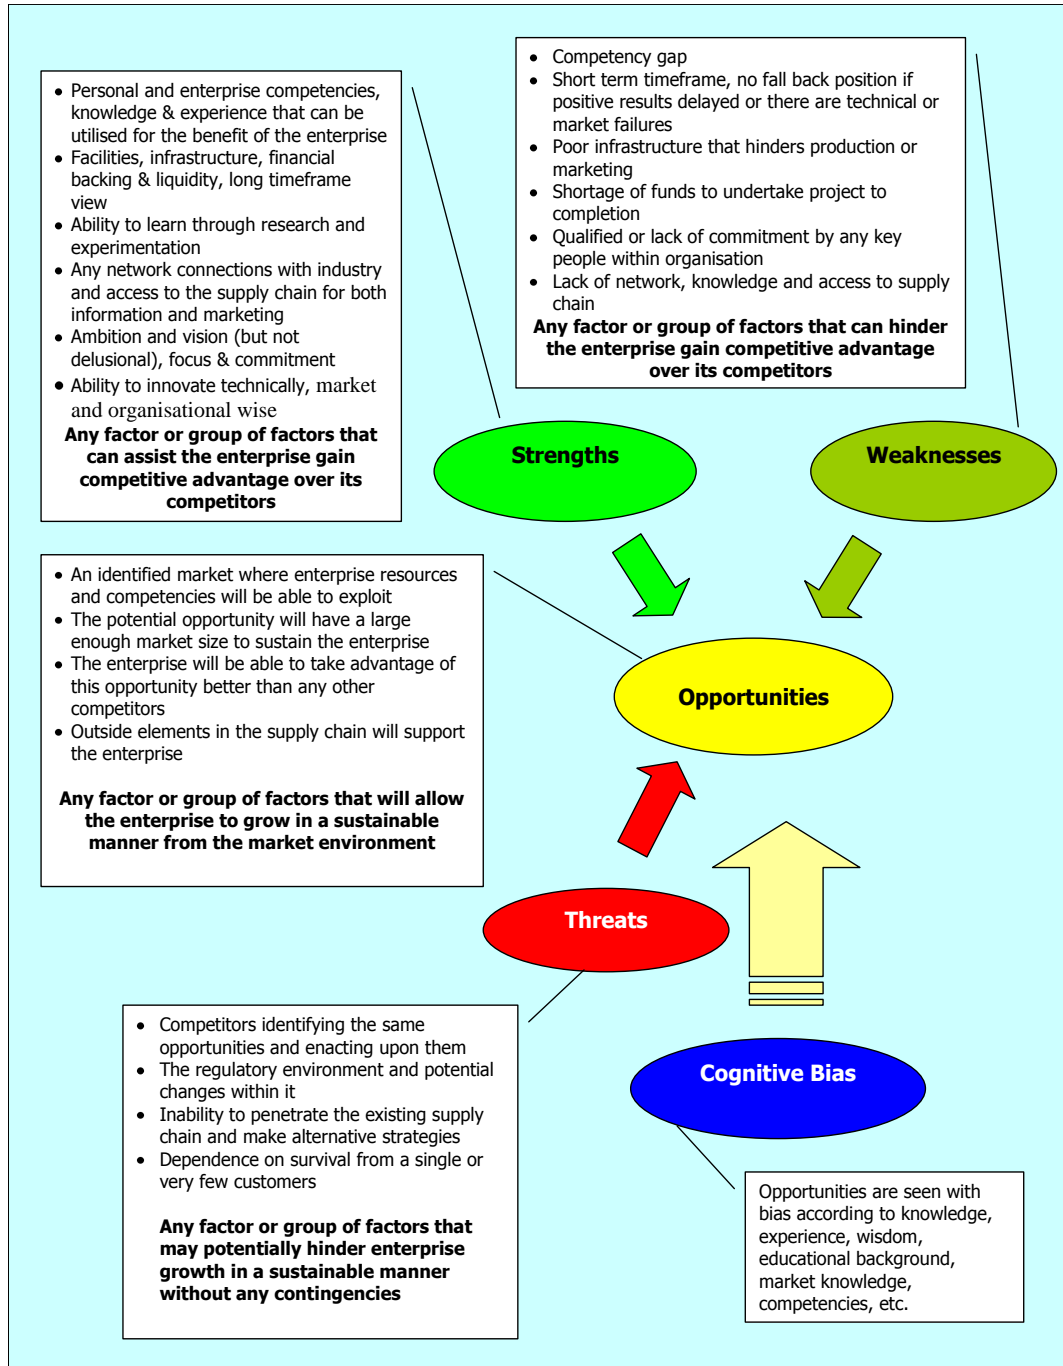 • Personal and enterprise competencies,
knowledge & experience that can be
utilised for the benefit of the enterprise
• Facilities, infrastructure, financial
backing & liquidity, long timeframe
view
• Ability to learn through research and
experimentation
• Any network connections with industry
and access to the supply chain for both
information and marketing
• Ambition and vision (but not
delusional), focus & commitment
• Ability to innovate technically, market
and organisational wise
Any factor or group of factors that
can assist the enterprise gain
competitive advantage over its
competitors
• Competency gap
• Short term timeframe, no fall back position if
positive results delayed or there are technical or
market failures
• Poor infrastructure that hinders production or
marketing
• Shortage of funds to undertake project to
completion
• Qualified or lack of commitment by any key
people within organisation
• Lack of network, knowledge and access to supply
chain
Any factor or group of factors that can hinder
the enterprise gain competitive advantage
over its competitors
Strengths
Weaknesses
• An identified market where enterprise resources
and competencies will be able to exploit
• The potential opportunity will have a large
enough market size to sustain the enterprise
• The enterprise will be able to take advantage of
this opportunity better than any other
competitors
• Outside elements in the supply chain will support
the enterprise
Any factor or group of factors that will allow
the enterprise to grow in a sustainable
manner from the market environment
Opportunities
Threats
• Competitors identifying the same
opportunities and enacting upon them
• The regulatory environment and potential
changes within it
• Inability to penetrate the existing supply
chain and make alternative strategies
• Dependence on survival from a single or
very few customers
Any factor or group of factors that
may potentially hinder enterprise
growth in a sustainable manner
without any contingencies
Cognitive Bias
Opportunities are seen with
bias according to knowledge,
experience, wisdom,
educational background,
market knowledge,
competencies, etc.